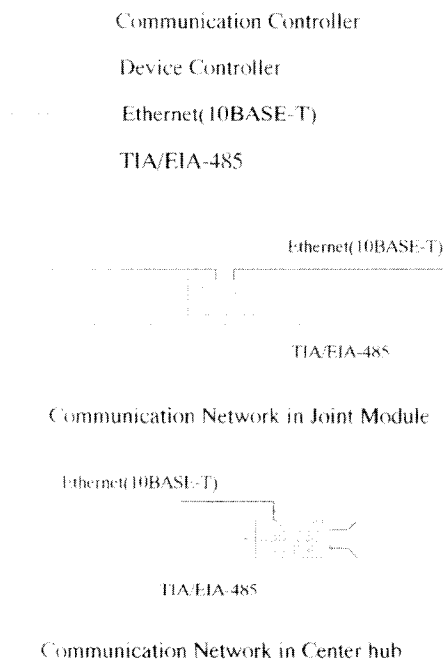 Communication Controller
Device Controller
Ethernet(10BASE-T)
TIA/EIA-485
Ethernet(10BASE-T)
TIA/EIA-485
Communication Network in Joint Module
Ethernet(10BASE-T)
TIA/EIA-485
Communication Network in Center hub